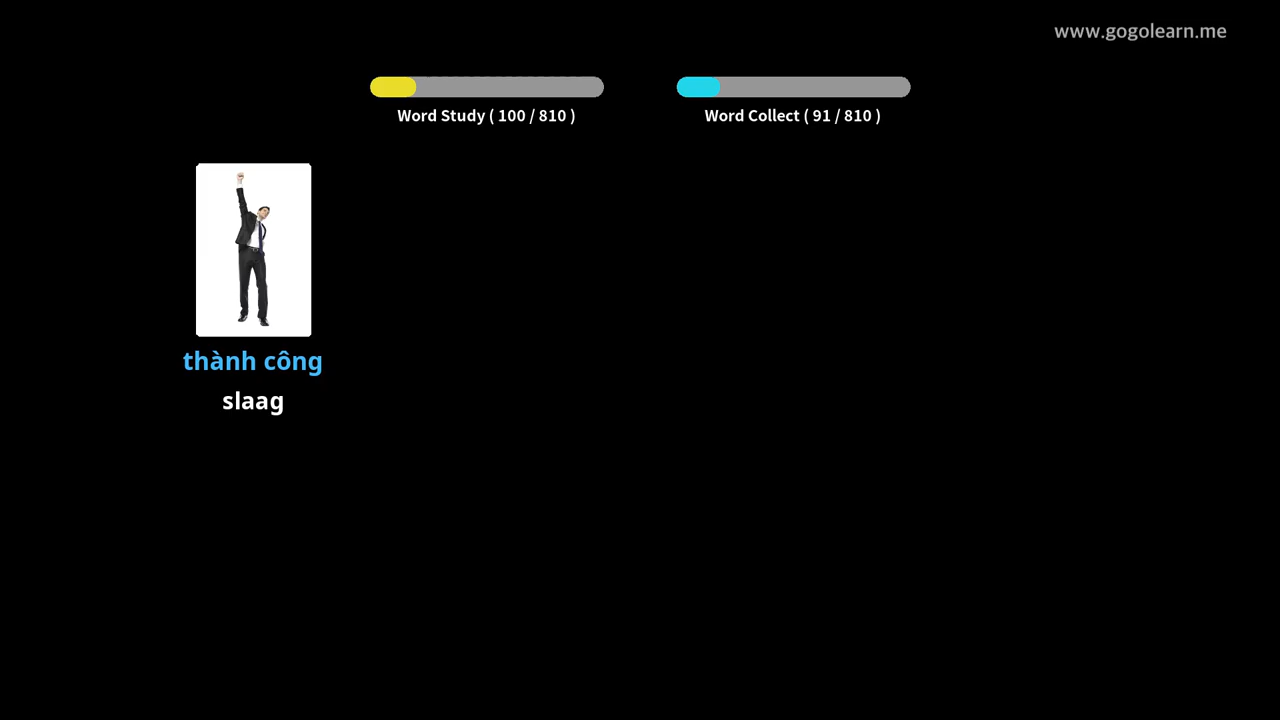 www.gogolearn.me
Word Study ( 100 / 810 )
Word Collect ( 91 / 810 )
thành công
slaag